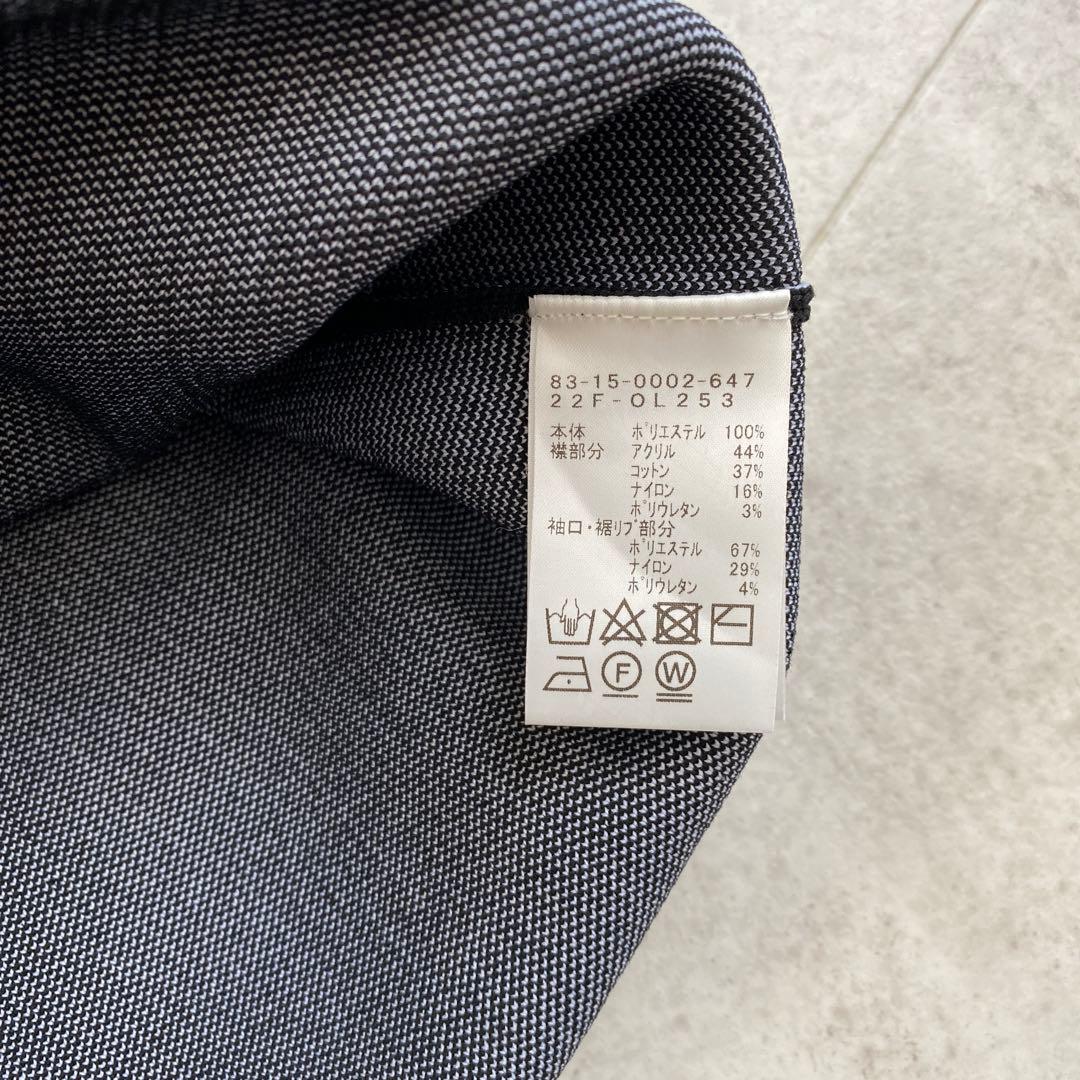 83-15-0002-647
22F-OL253
本体 ポリエステル 100%
襟部分 アクリル 44%
コットン 37%
ナイロン 16%
ポリウレタン 3%
袖口・裾リブ部分
ポリエステル 67%
ナイロン 29%
ポリウレタン 4%
F W